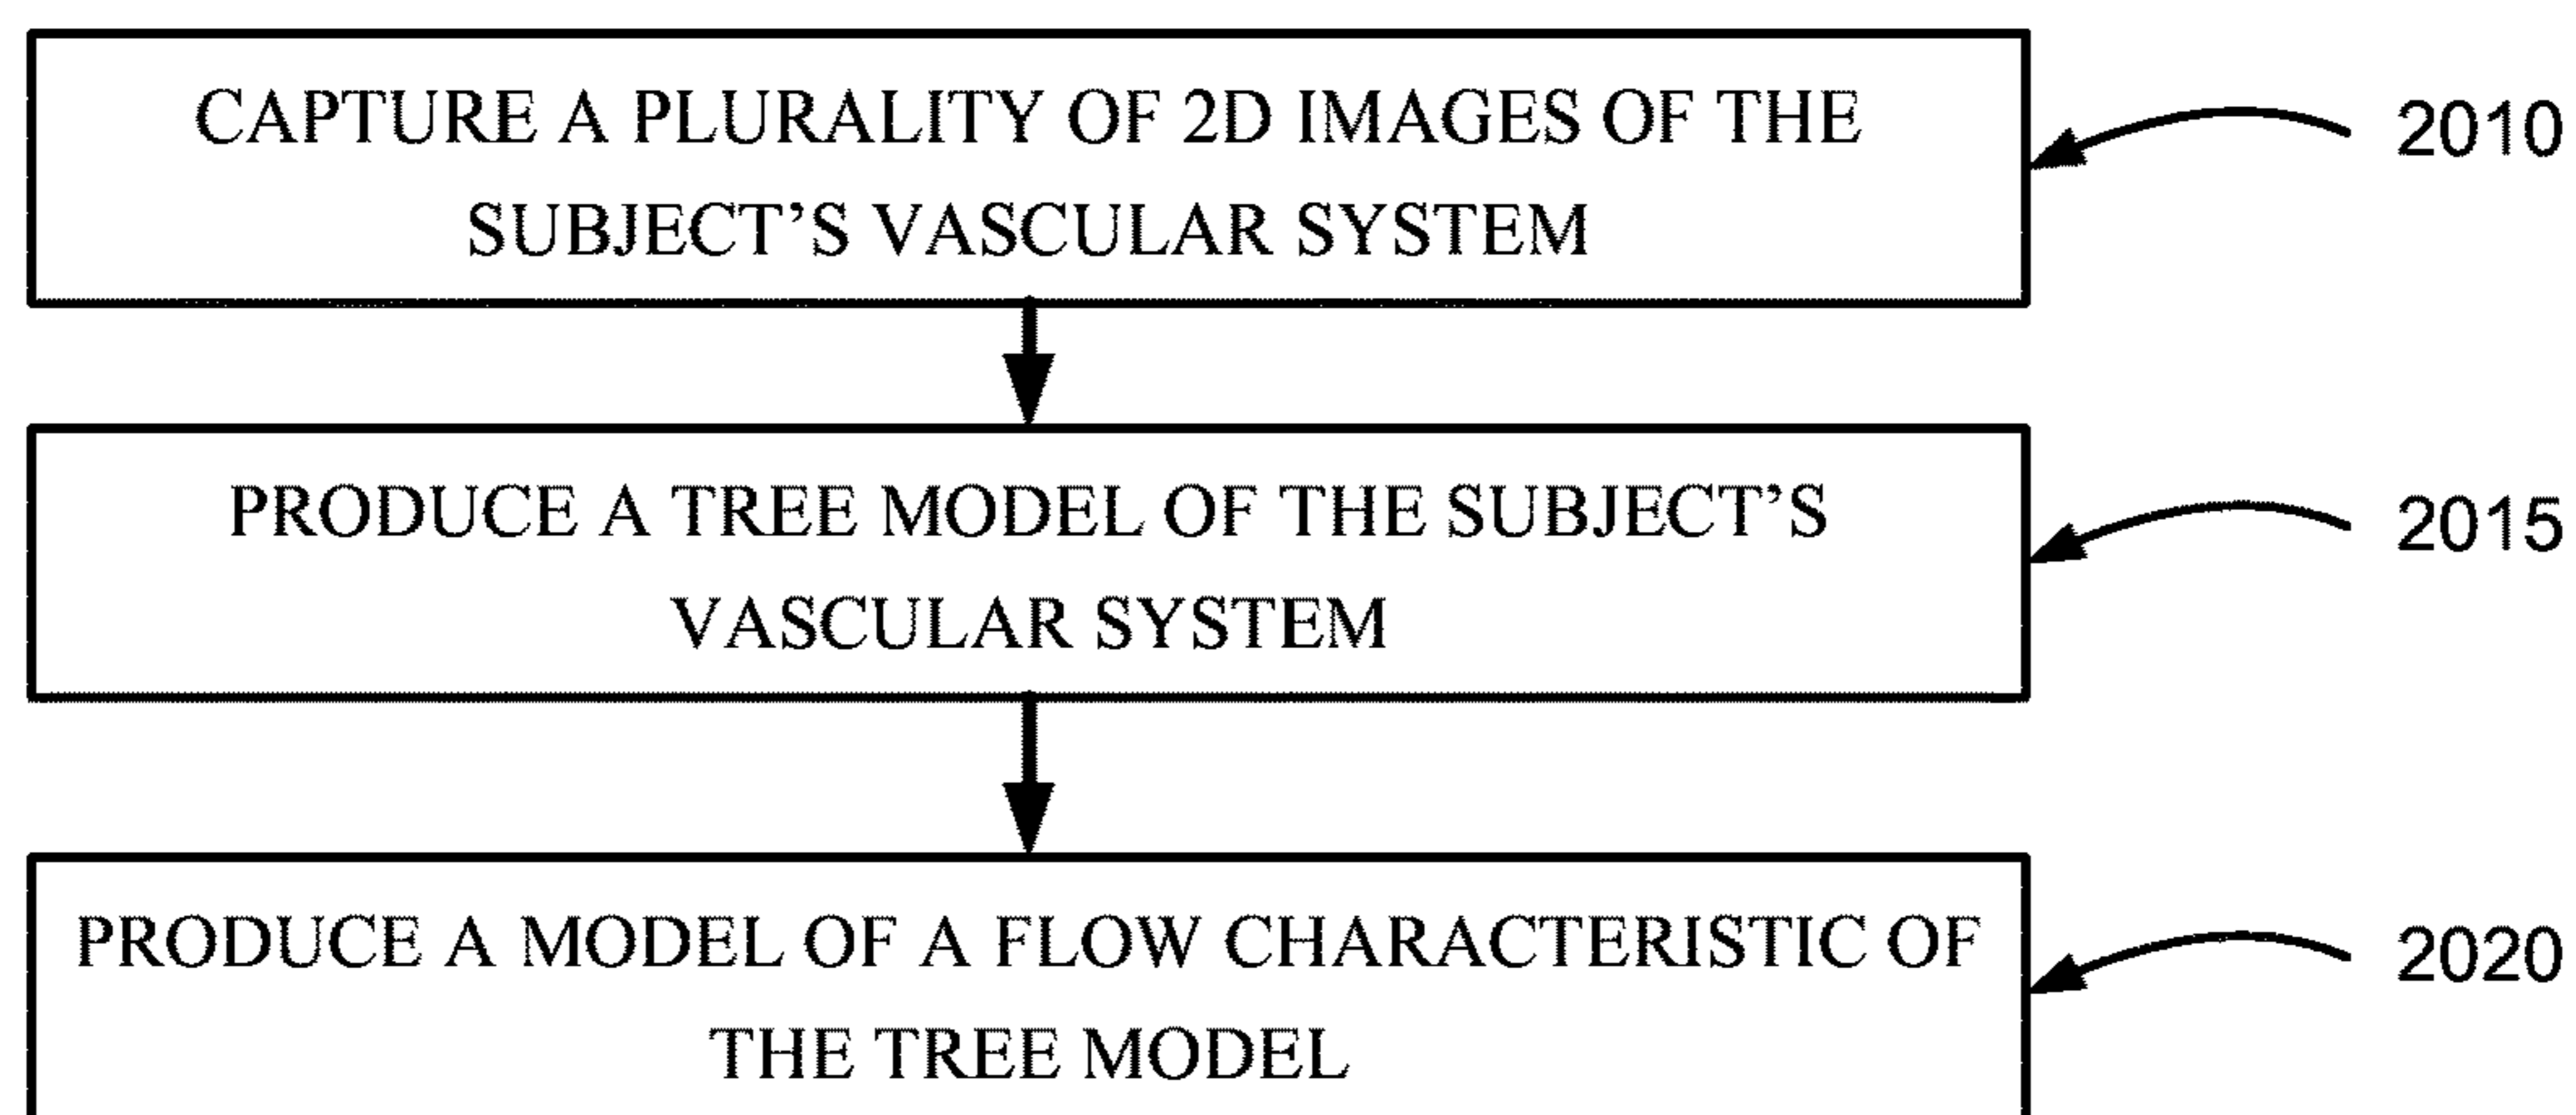 CAPTURE A PLURALITY OF 2D IMAGES OF THE
SUBJECT’S VASCULAR SYSTEM
2010
PRODUCE A TREE MODEL OF THE SUBJECT’S
VASCULAR SYSTEM
2015
PRODUCE A MODEL OF A FLOW CHARACTERISTIC OF
THE TREE MODEL
2020